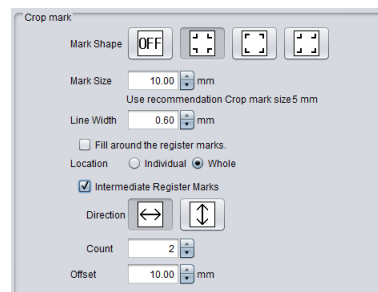 Crop mark
Mark Shape OFF
Mark Size 10.00 mm
Use recommendation Crop mark size5 mm
Line Width 0.60 mm
Fill around the register marks.
Location Individual Whole
Intermediate Register Marks
Direction
Count 2
Offset 10.00 mm